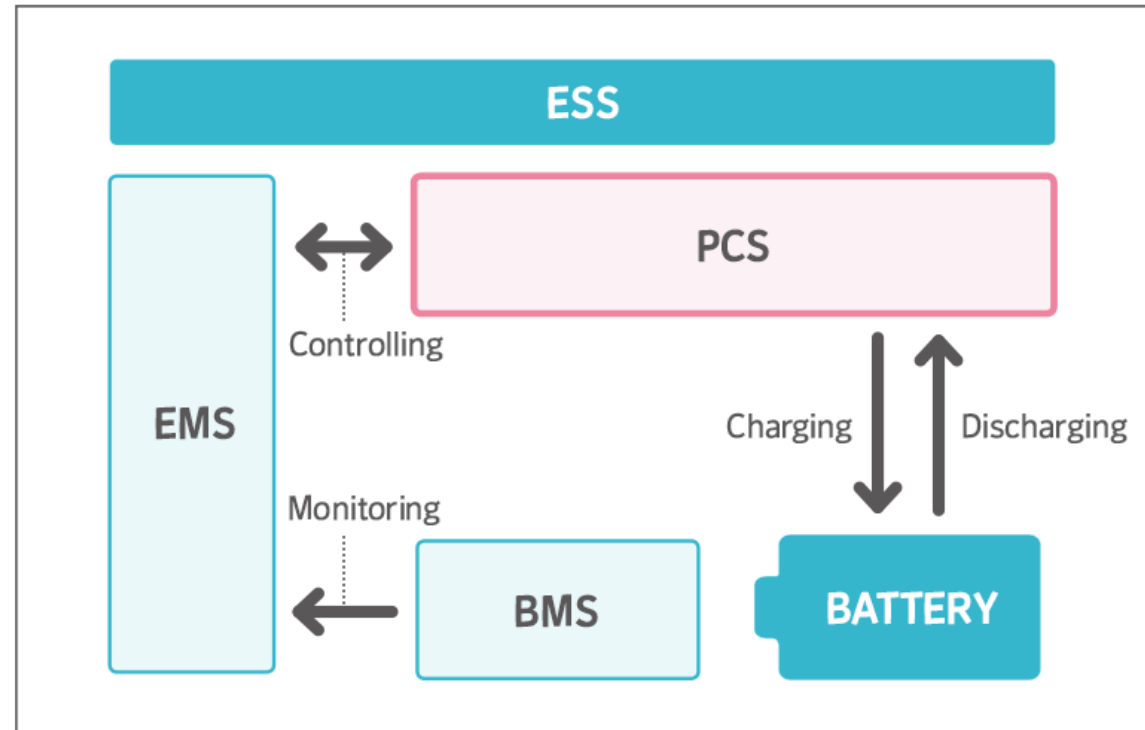 ESS
PCS
Controlling
EMS
Charging
Discharging
Monitoring
BMS
BATTERY